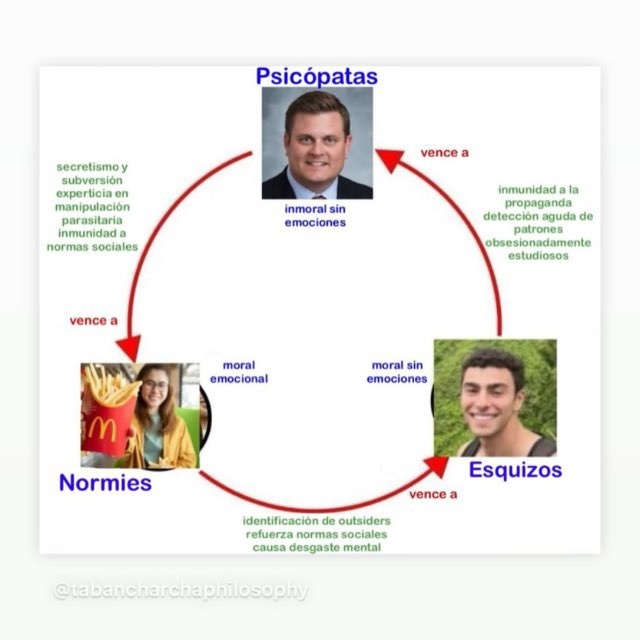 Psicópatas
vence a
secretismo y
subversión
experticia en
manipulación
parasitaria
inmunidad a
normas sociales
inmoral sin
emociones
inmunidad a la
propaganda
detección aguda de
patrones
obsesionadamente
estudiosos
vence a
moral
emocional
moral sin
emociones
M
Normies
Esquizos
vence a
identificación de outsiders
refuerza normas sociales
causa desgaste mental
@tabancharchaphilosophy